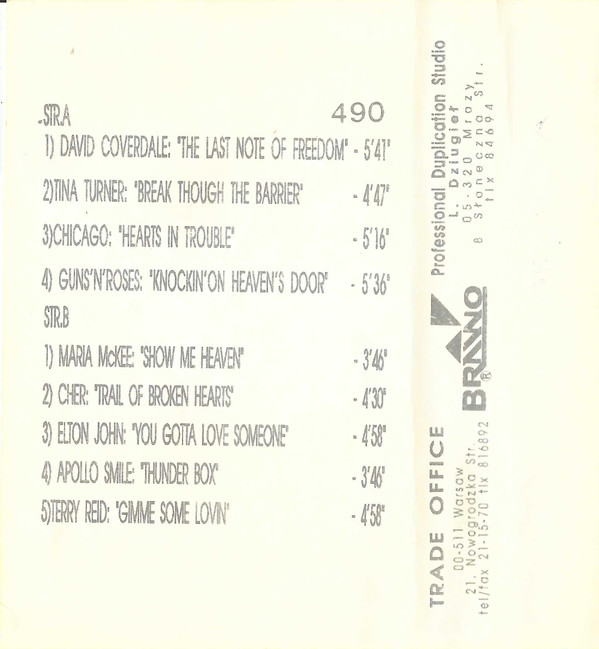 STR.A
490
1) DAVID COVERDALE: "THE LAST NOTE OF FREEDOM" - 5'41"
2)TINA TURNER: "BREAK THOUGH THE BARRIER" - 4'47"
3)CHICAGO: "HEARTS IN TROUBLE" - 5'16"
4) GUNS'N'ROSES: "KNOCKIN'ON HEAVEN'S DOOR" - 5'36"
STR.B
1) MARIA McKEE: "SHOW ME HEAVEN" - 3'46"
2) CHER: "TRAIL OF BROKEN HEARTS" - 4'30"
3) ELTON JOHN: "YOU GOTTA LOVE SOMEONE" - 4'58"
4) APOLLO SMILE: "THUNDER BOX" - 3'46"
5)TERRY REID: "GIMME SOME LOVIN'" - 4'58"
Professional Duplication Studio
L. Dziugieł
05-320 Mrozy
8 Słoneczna Str.
tlx 84694
BRAVO ®
TRADE OFFICE
00-511 Warsaw
21. Nowogrodzka Str.
tel/fax 21-15-70 tlx 816892